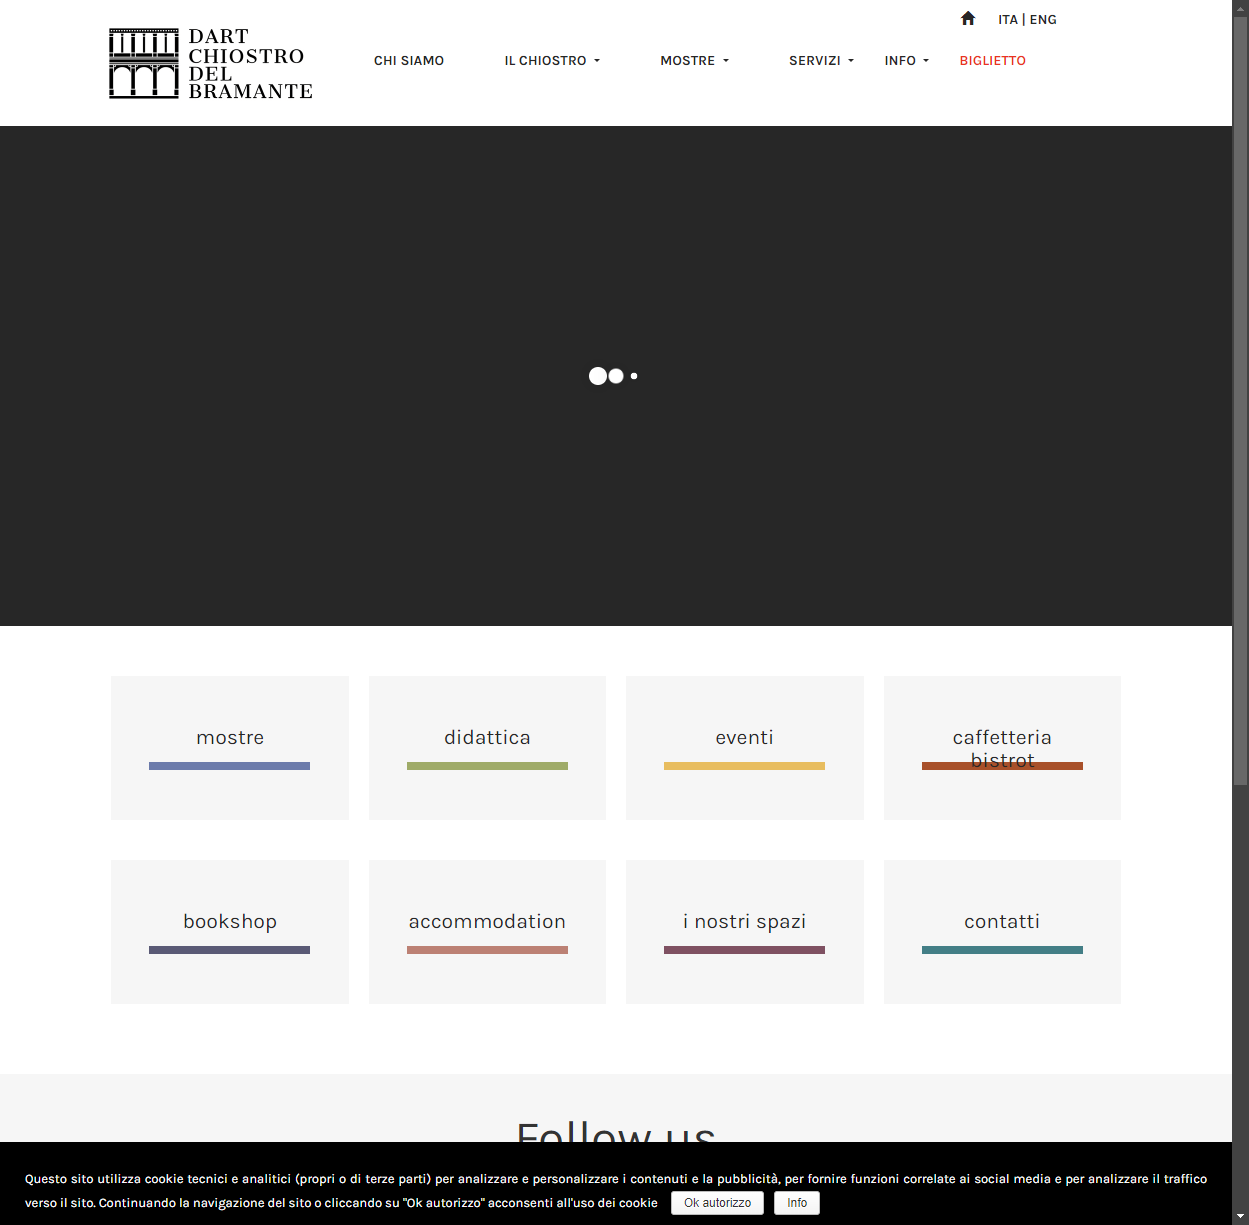 ITA | ENG
DART
CHIOSTRO
DEL
BRAMANTE
CHI SIAMO IL CHIOSTRO MOSTRE SERVIZI INFO BIGLIETTO
mostre didattica eventi caffetteria
bistrot
bookshop accommodation i nostri spazi contatti
Follow us
Questo sito utilizza cookie tecnici e analitici (propri o di terze parti) per analizzare e personalizzare i contenuti e la pubblicità, per fornire funzioni correlate ai social media e per analizzare il traffico
verso il sito. Continuando la navigazione del sito o cliccando su "Ok autorizzo" acconsenti all'uso dei cookie Ok autorizzo Info